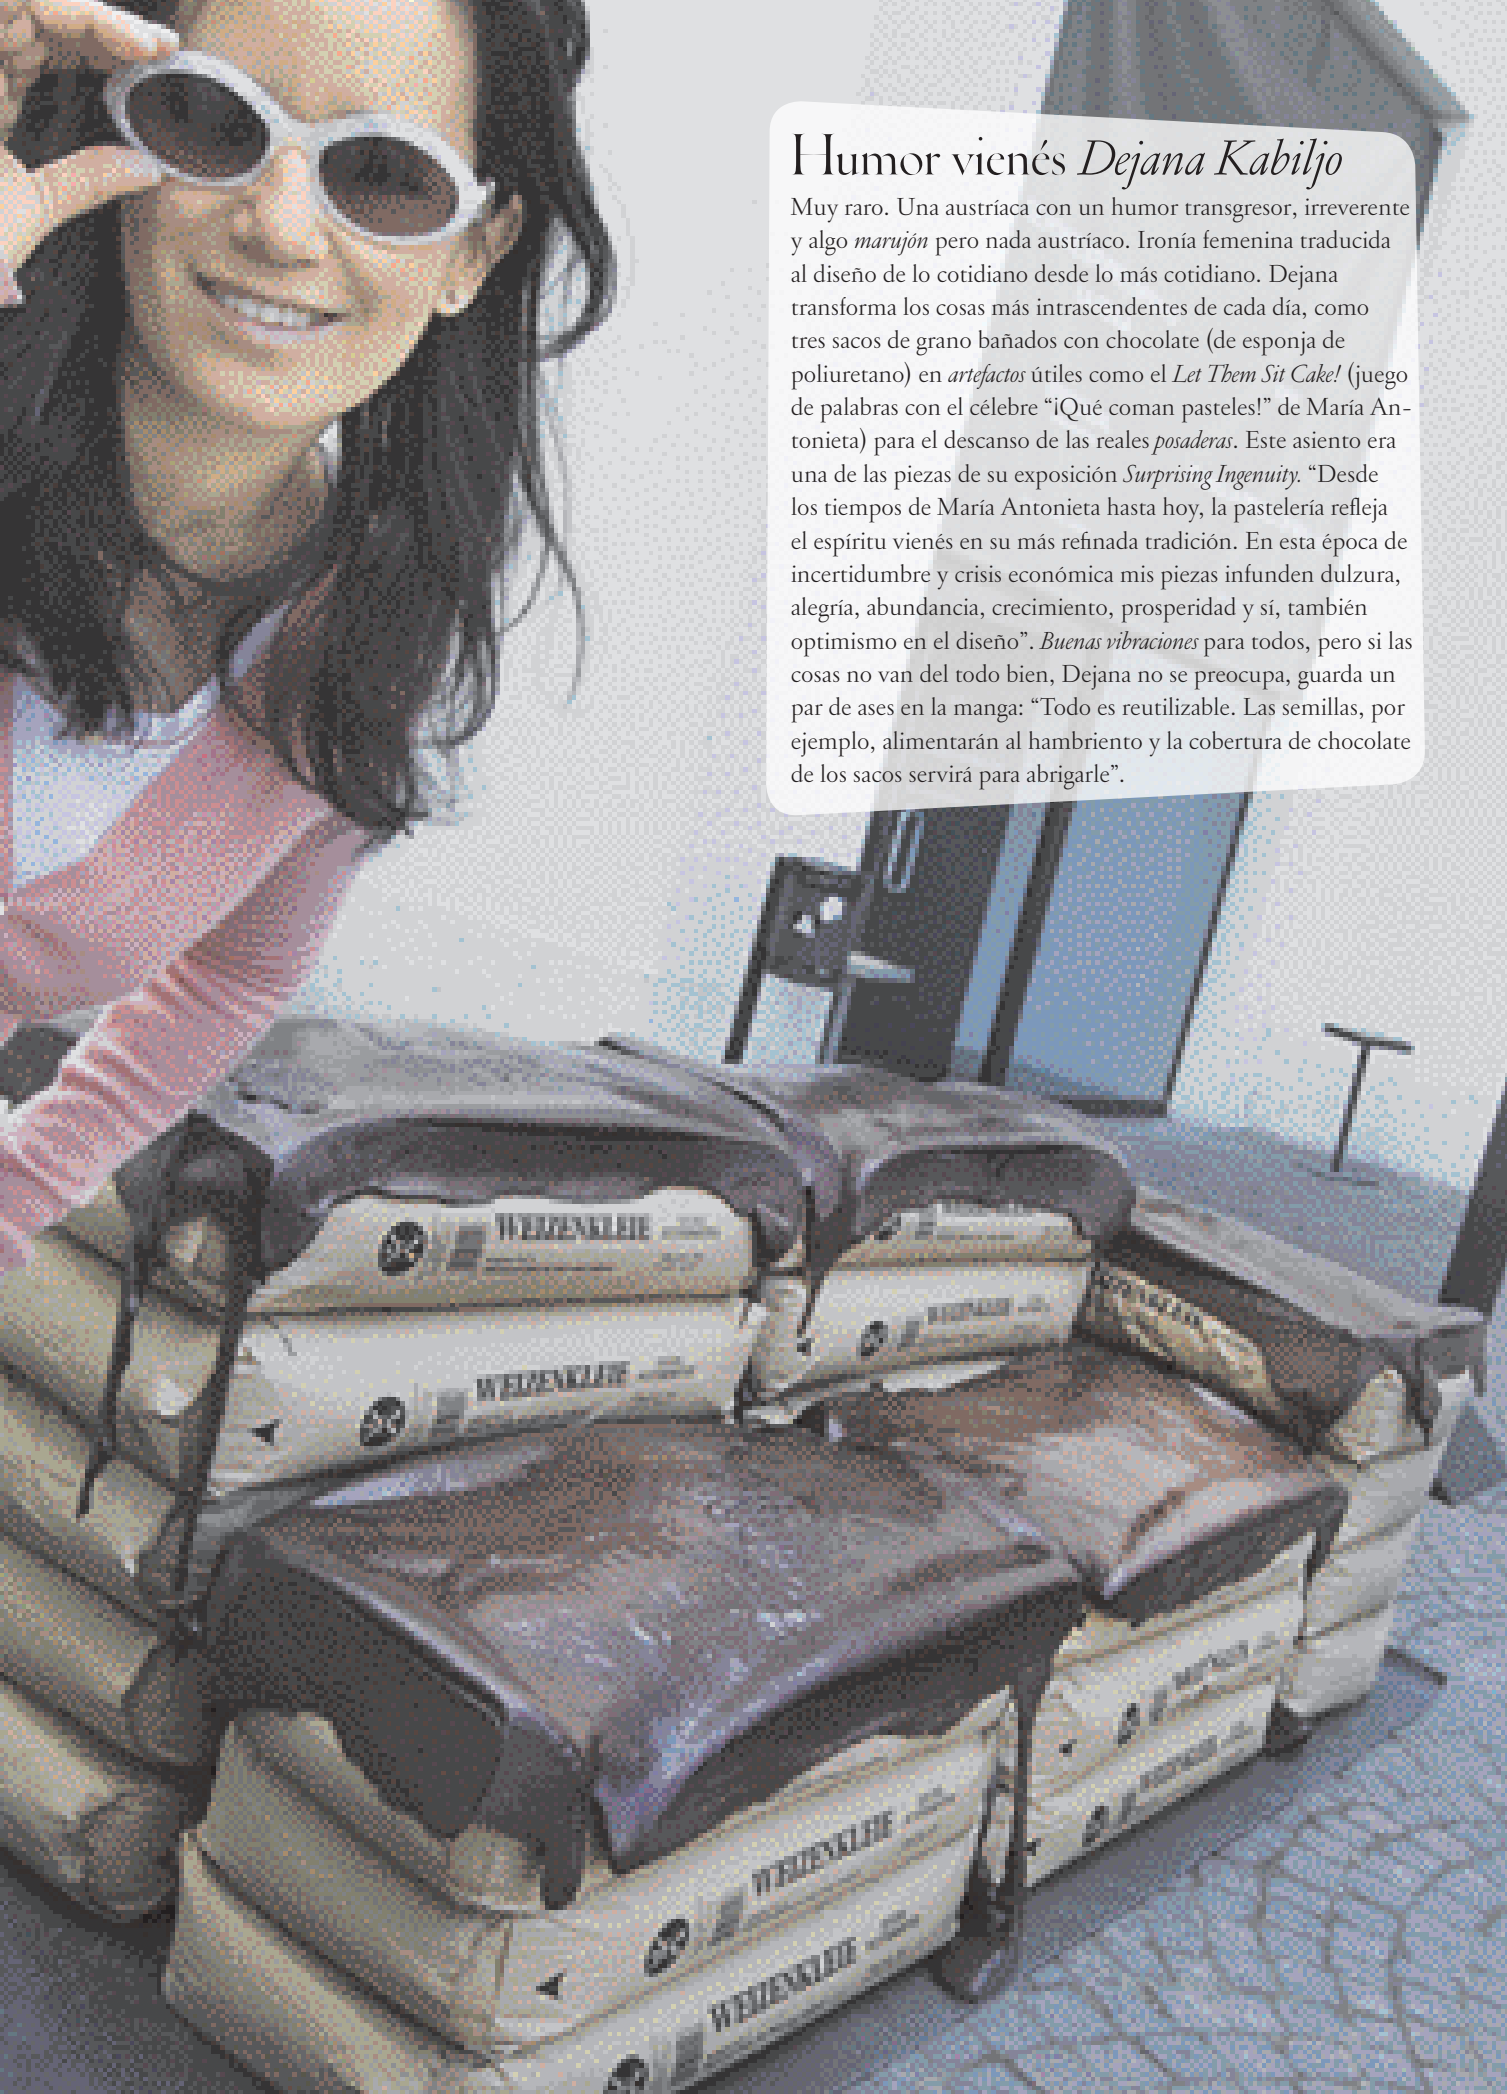 Humor vienés Dejana Kabiljo
Muy raro. Una austríaca con un humor transgresor, irreverente
y algo marujón pero nada austríaco. Ironía femenina traducida
al diseño de lo cotidiano desde lo más cotidiano. Dejana
transforma los cosas más intrascendentes de cada día, como
tres sacos de grano bañados con chocolate (de esponja de
poliuretano) en artefactos útiles como el Let Them Sit Cake! (juego
de palabras con el célebre “¡Qué coman pasteles!” de María An-
tonieta) para el descanso de las reales posaderas. Este asiento era
una de las piezas de su exposición Surprising Ingenuity. “Desde
los tiempos de María Antonieta hasta hoy, la pastelería refleja
el espíritu vienés en su más refinada tradición. En esta época de
incertidumbre y crisis económica mis piezas infunden dulzura,
alegría, abundancia, crecimiento, prosperidad y sí, también
optimismo en el diseño”. Buenas vibraciones para todos, pero si las
cosas no van del todo bien, Dejana no se preocupa, guarda un
par de ases en la manga: “Todo es reutilizable. Las semillas, por
ejemplo, alimentarán al hambriento y la cobertura de chocolate
de los sacos servirá para abrigarle”.
WEIZENKLEIE
WEIZENKLEIE
WEIZENKLEIE
WEIZENKLEIE
WEIZENKLEIE